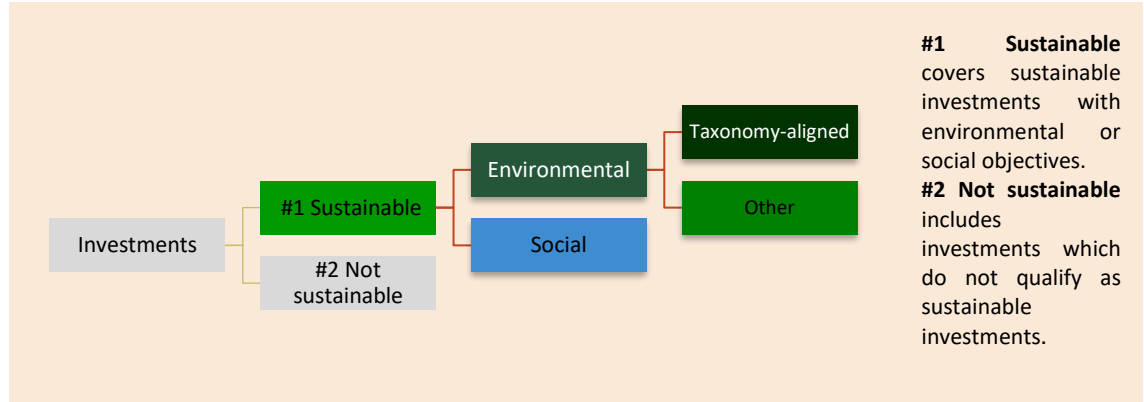 Investments
#1 Sustainable
#2 Not
sustainable
Environmental
Social
Taxonomy-aligned
Other
#1 Sustainable
covers sustainable
investments with
environmental or
social objectives.
#2 Not sustainable
includes
investments which
do not qualify as
sustainable
investments.